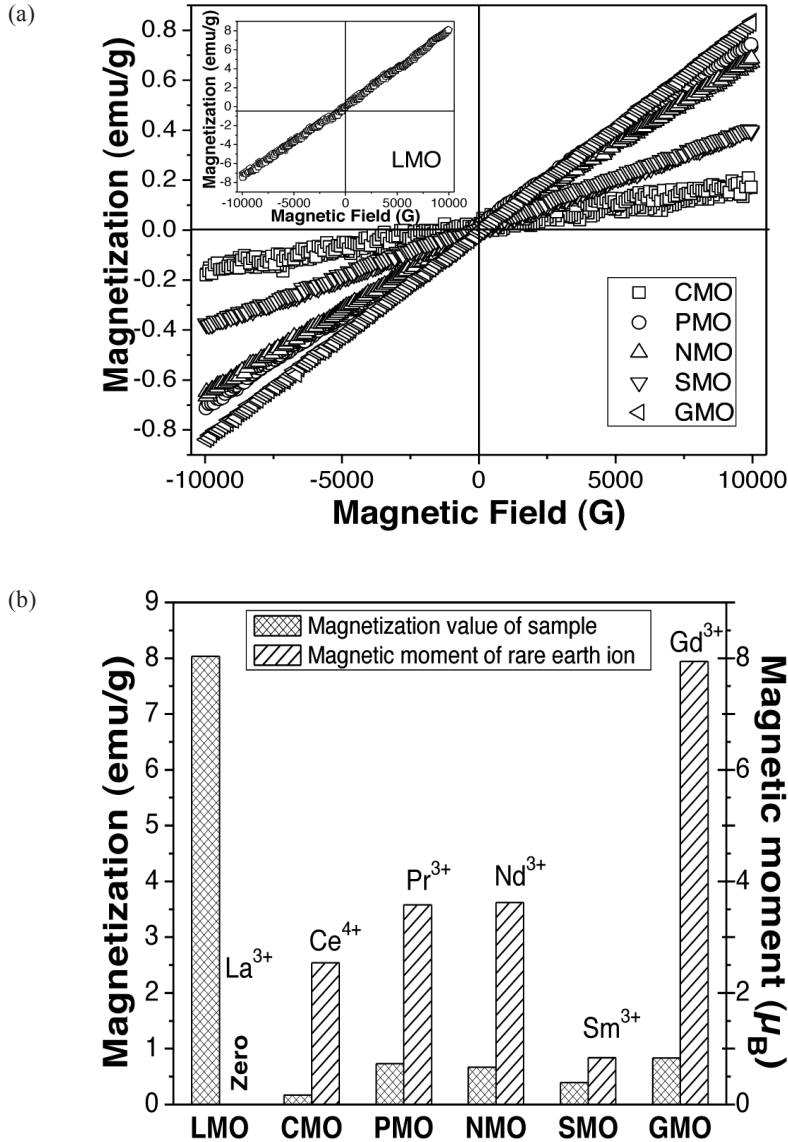 (a)
Magnetization (emu/g)
0.8
0.6
0.4
0.2
0.0
-0.2
-0.4
-0.6
-0.8
-10000 -5000 0 5000 10000
Magnetic Field (G)
Magnetization (emu/g)
8
6
4
2
0
-2
-4
-6
-8
-10000 -5000 0 5000 10000
Magnetic Field (G)
LMO
CMO
PMO
NMO
SMO
GMO
(b)
Magnetization (emu/g)
9
8
7
6
5
4
3
2
1
0
Magnetization value of sample
Magnetic moment of rare earth ion
La³⁺
Zero
Ce⁴⁺
Pr³⁺
Nd³⁺
Sm³⁺
Gd³⁺
8
6
4
2
0
Magnetic moment (μ_B)
LMO CMO PMO NMO SMO GMO